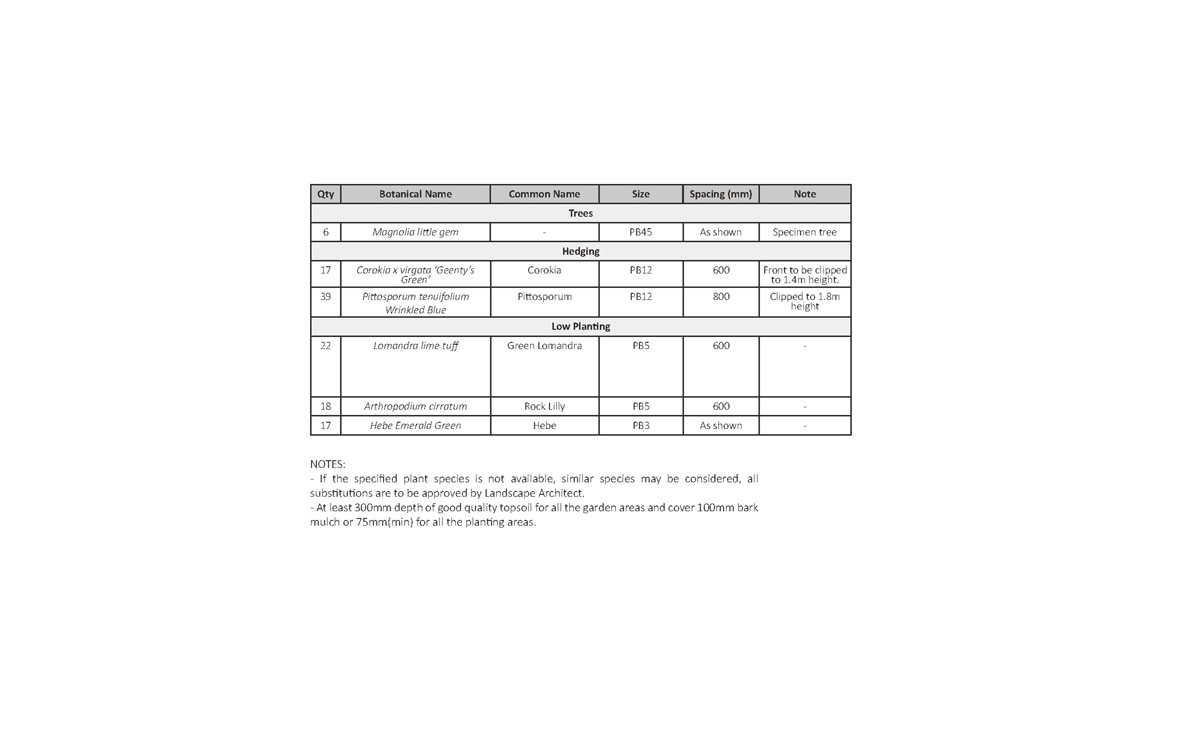 Qty Botanical Name Common Name Size Spacing (mm) Note
Trees
6 Magnolia little gem - PB45 As shown Specimen tree
Hedging
17 Corokia x virgata ‘Geenty’s Corokia PB12 600 Front to be clipped
Green’ to 1.4m height.
39 Pittosporum tenuifolium Pittosporum PB12 800 Clipped to 1.8m
Wrinkled Blue height
Low Planting
22 Lomandra lime tuff Green Lomandra PB5 600 -
18 Arthropodium cirratum Rock Lilly PB5 600 -
17 Hebe Emerald Green Hebe PB3 As shown -
NOTES:
- If the specified plant species is not available, similar species may be considered, all
substitutions are to be approved by Landscape Architect.
- At least 300mm depth of good quality topsoil for all the garden areas and cover 100mm bark
mulch or 75mm(min) for all the planting areas.